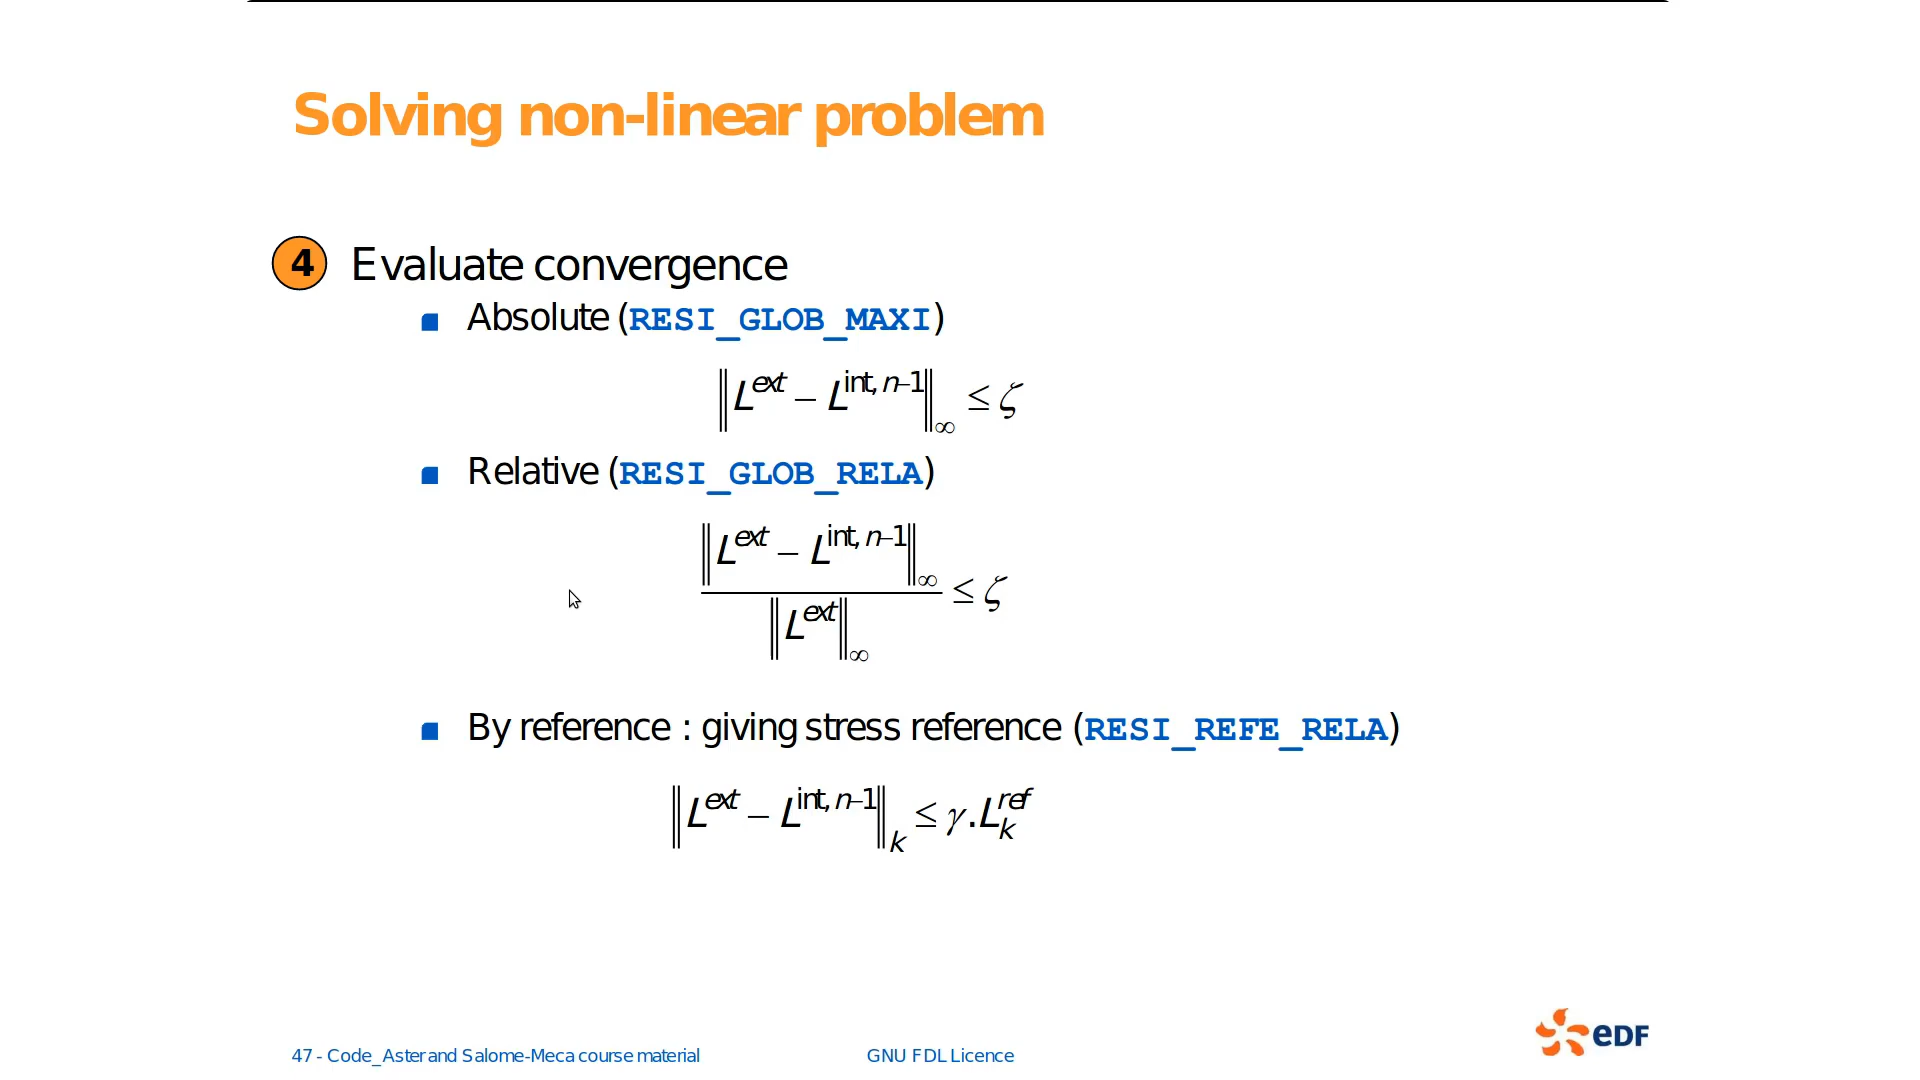 Solving non-linear problem
4 Evaluate convergence
Absolute (RESI_GLOB_MAXI)
‖L^ext − L^int, n−1‖_∞ ≤ ζ
Relative (RESI_GLOB_RELA)
‖L^ext − L^int, n−1‖_∞ / ‖L^ext‖_∞ ≤ ζ
By reference : giving stress reference (RESI_REFE_RELA)
‖L^ext − L^int, n−1‖_k ≤ γ.L_k^ref
eDF
47 - Code_Aster and Salome-Meca course material GNU FDL Licence